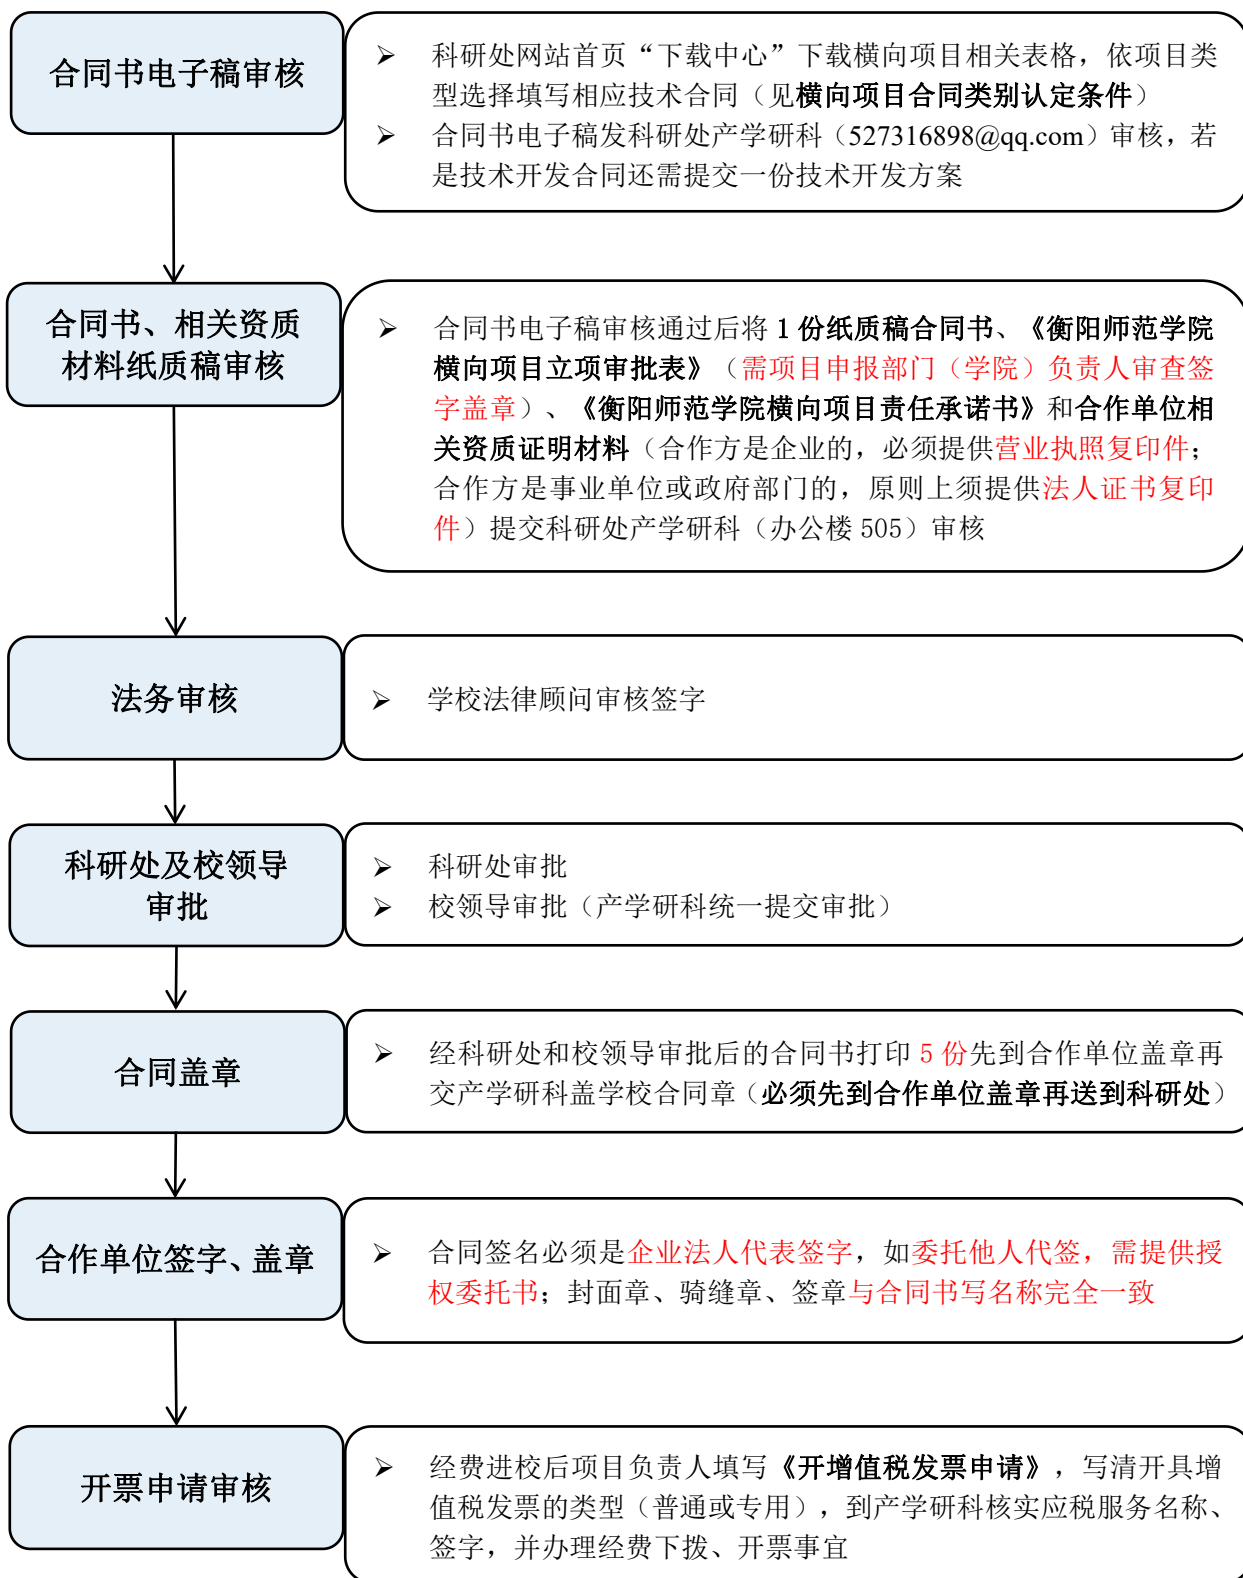 合同书电子稿审核
➢ 科研处网站首页“下载中心”下载横向项目相关表格，依项目类
型选择填写相应技术合同（见横向项目合同类别认定条件）
➢ 合同书电子稿发科研处产学研科（527316898@qq.com）审核，若
是技术开发合同还需提交一份技术开发方案
合同书、相关资质
材料纸质稿审核
➢ 合同书电子稿审核通过后将 1 份纸质稿合同书、《衡阳师范学院
横向项目立项审批表》（需项目申报部门（学院）负责人审查签
字盖章）、《衡阳师范学院横向项目责任承诺书》和合作单位相
关资质证明材料（合作方是企业的，必须提供营业执照复印件；
合作方是事业单位或政府部门的，原则上须提供法人证书复印
件）提交科研处产学研科（办公楼 505）审核
法务审核
➢ 学校法律顾问审核签字
科研处及校领导
审批
➢ 科研处审批
➢ 校领导审批（产学研科统一提交审批）
合同盖章
➢ 经科研处和校领导审批后的合同书打印 5 份先到合作单位盖章再
交产学研科盖学校合同章（必须先到合作单位盖章再送到科研处）
合作单位签字、盖章
➢ 合同签名必须是企业法人代表签字，如委托他人代签，需提供授
权委托书；封面章、骑缝章、签章与合同书写名称完全一致
开票申请审核
➢ 经费进校后项目负责人填写《开增值税发票申请》，写清开具增
值税发票的类型（普通或专用），到产学研科核实应税服务名称、
签字，并办理经费下拨、开票事宜